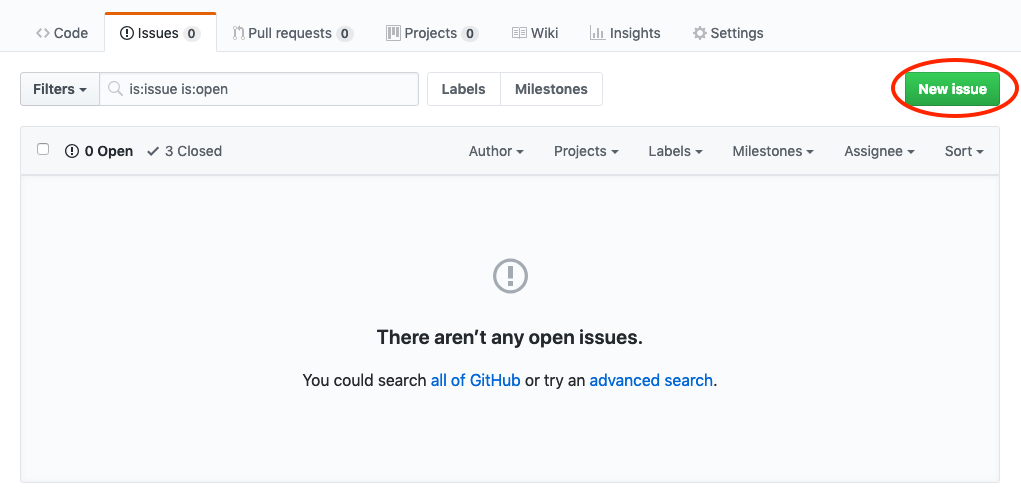 Code Issues 0 Pull requests 0 Projects 0 Wiki Insights Settings
Filters is:issue is:open Labels Milestones New issue
0 Open 3 Closed Author Projects Labels Milestones Assignee Sort
There aren’t any open issues.
You could search all of GitHub or try an advanced search.